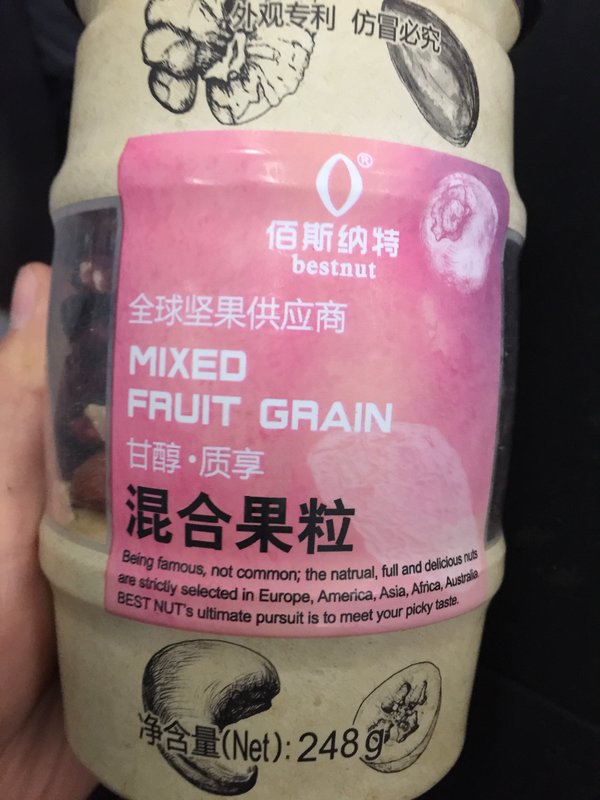 外观专利 仿冒必究
®
佰斯纳特
bestnut
全球坚果供应商
MIXED
FRUIT GRAIN
甘醇·质享
混合果粒
Being famous, not common; the natrual, full and delicious nuts
are strictly selected in Europe, America, Asia, Africa, Australia.
BEST NUT's ultimate pursuit is to meet your picky taste.
净含量(Net): 248g